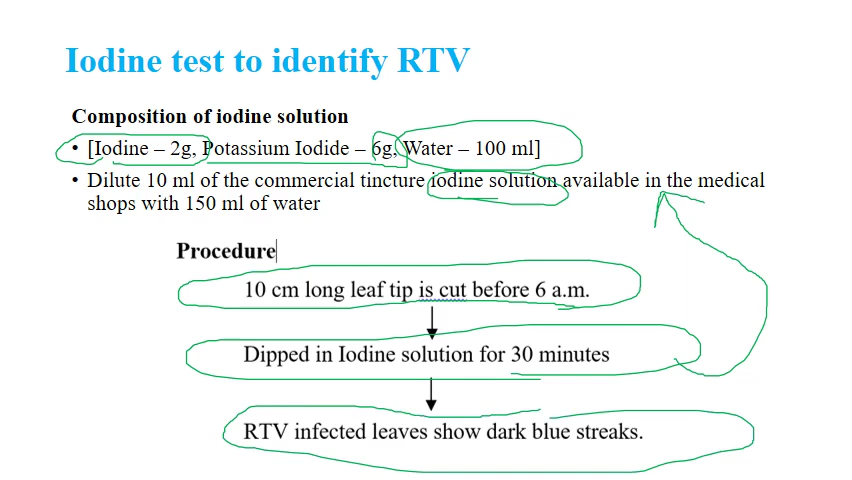 Iodine test to identify RTV
Composition of iodine solution
• [Iodine – 2g, Potassium Iodide – 6g, Water – 100 ml]
• Dilute 10 ml of the commercial tincture iodine solution available in the medical
shops with 150 ml of water
Procedure
10 cm long leaf tip is cut before 6 a.m.
Dipped in Iodine solution for 30 minutes
RTV infected leaves show dark blue streaks.